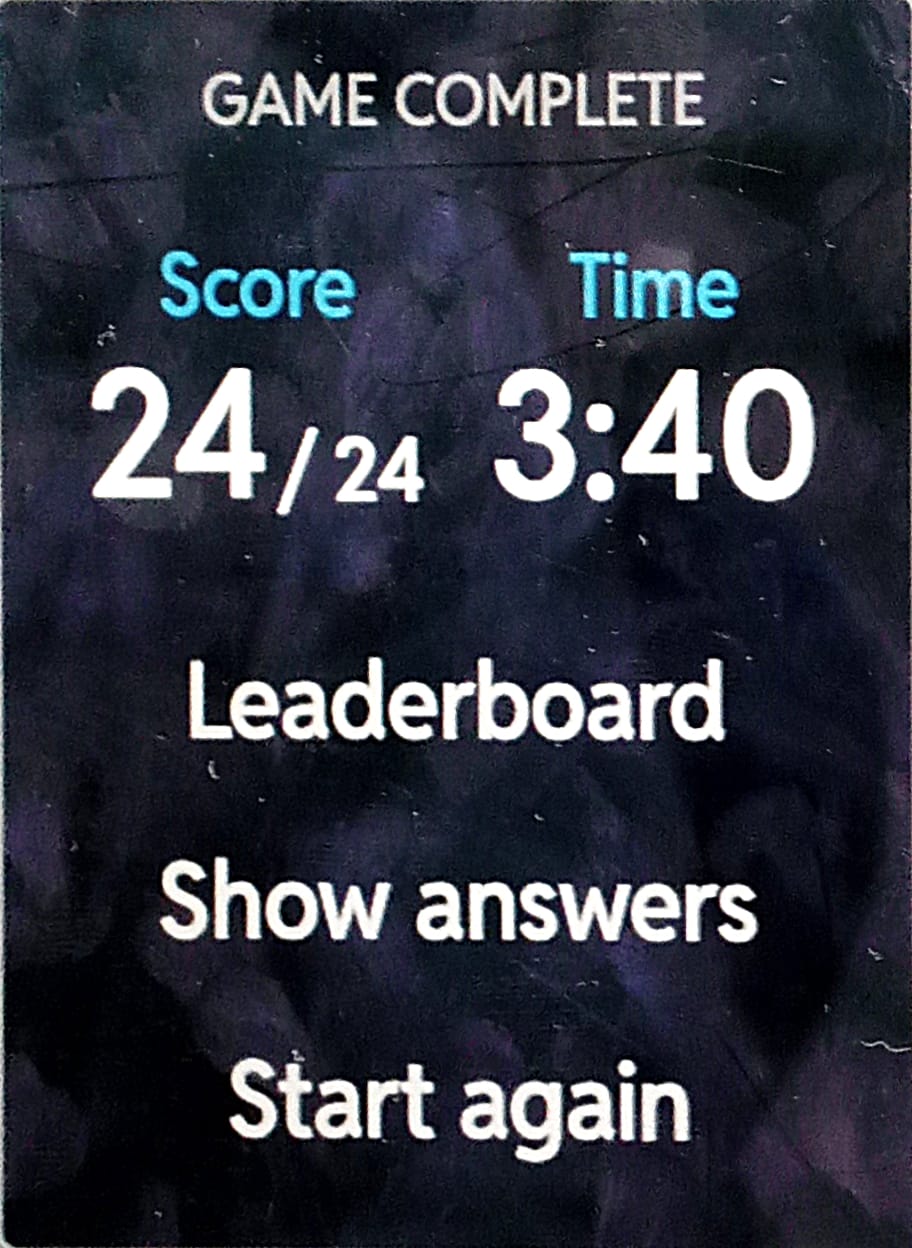 GAME COMPLETE
Score Time
24/24 3:40
Leaderboard
Show answers
Start again